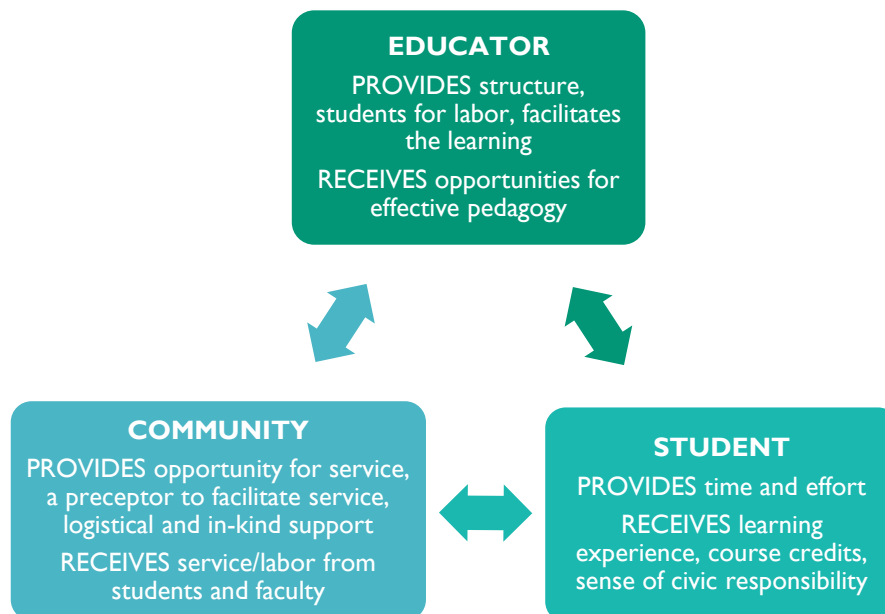 EDUCATOR
PROVIDES structure,
students for labor, facilitates
the learning
RECEIVES opportunities for
effective pedagogy
COMMUNITY
PROVIDES opportunity for service,
a preceptor to facilitate service,
logistical and in-kind support
RECEIVES service/labor from
students and faculty
STUDENT
PROVIDES time and effort
RECEIVES learning
experience, course credits,
sense of civic responsibility